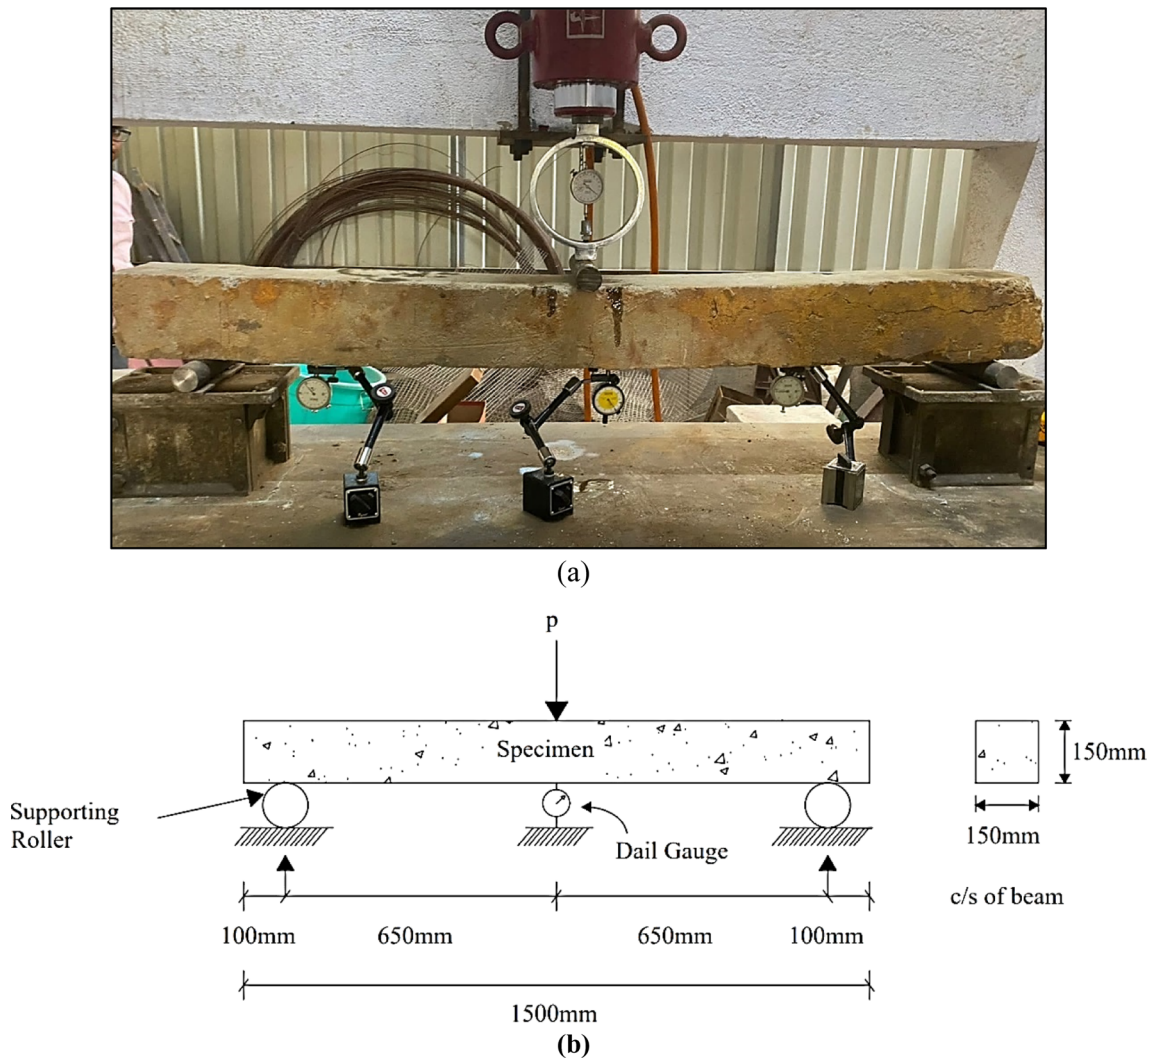 (a)
p
Specimen
Supporting
Roller
Dail Gauge
150mm
150mm
c/s of beam
100mm
650mm
650mm
100mm
1500mm
(b)